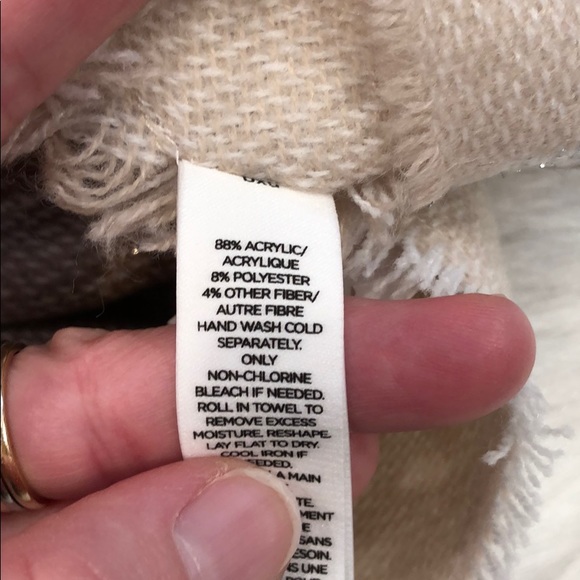 88% ACRYLIC/
ACRYLIQUE
8% POLYESTER
4% OTHER FIBER/
AUTRE FIBRE
HAND WASH COLD
SEPARATELY.
ONLY
NON-CHLORINE
BLEACH IF NEEDED.
ROLL IN TOWEL TO
REMOVE EXCESS
MOISTURE. RESHAPE.
LAY FLAT TO DRY.
COOL IRON IF
A MAIN